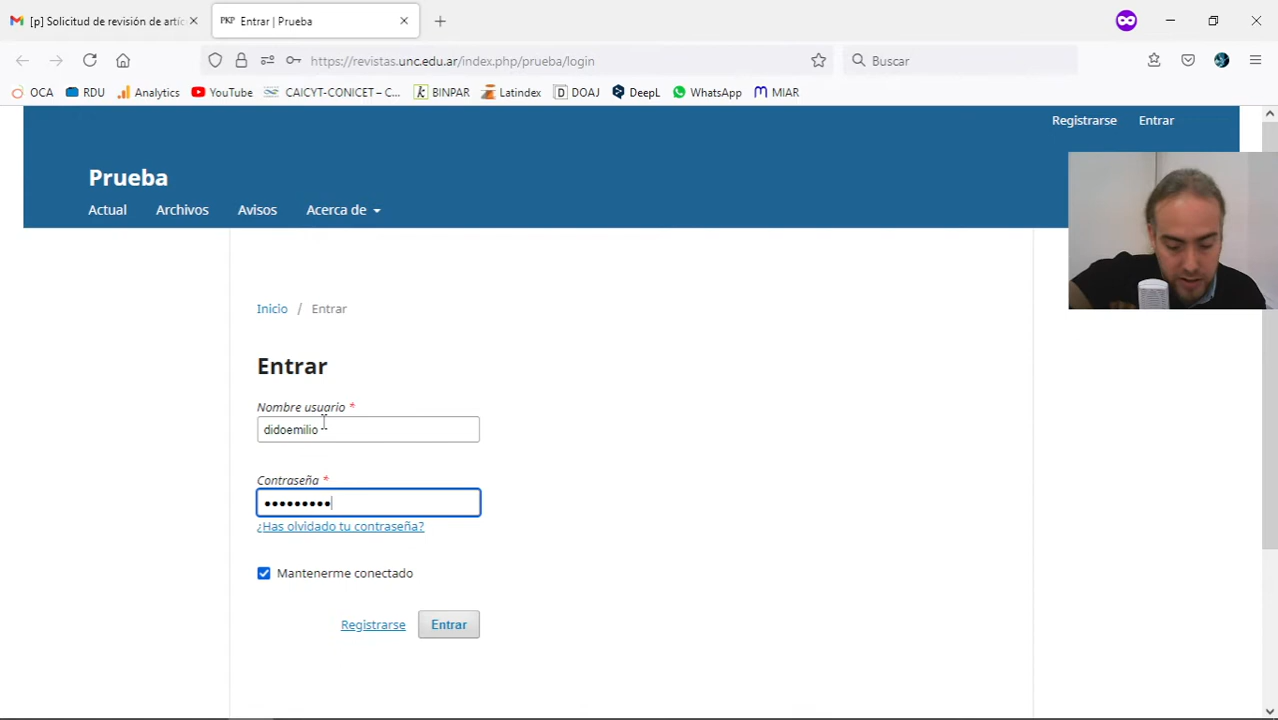 [p] Solicitud de revisión de artíc
PKP Entrar | Prueba
https://revistas.unc.edu.ar/index.php/prueba/login
Buscar
OCA RDU Analytics YouTube CAICYT-CONICET – C... BINPAR Latindex DOAJ DeepL WhatsApp MIAR
Registrarse Entrar
Prueba
Actual Archivos Avisos Acerca de
Inicio / Entrar
Entrar
Nombre usuario *
didoemilio
Contraseña *
•••••••••
¿Has olvidado tu contraseña?
Mantenerme conectado
Registrarse Entrar